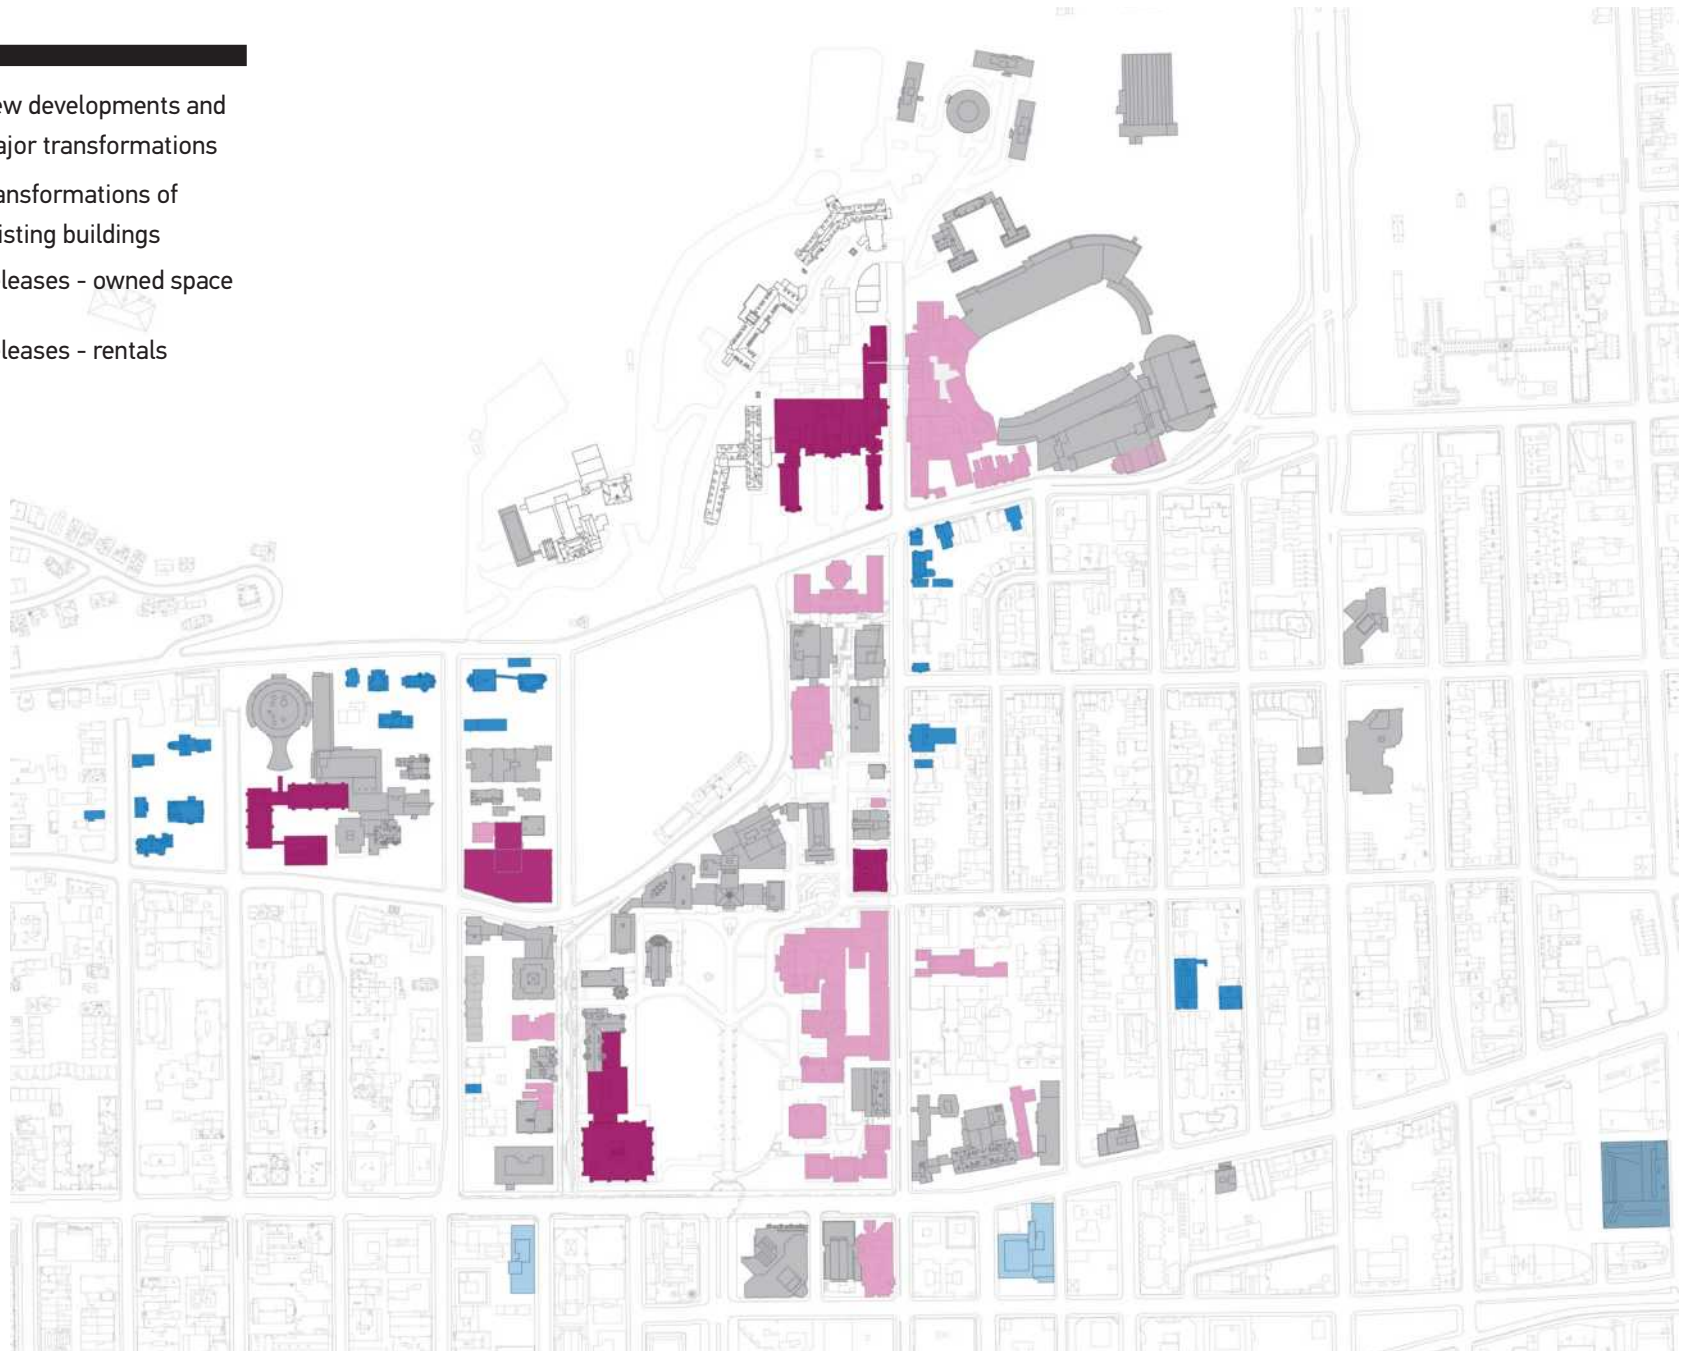 ew developments and
ajor transformations
ansformations of
isting buildings
leases - owned space
leases - rentals